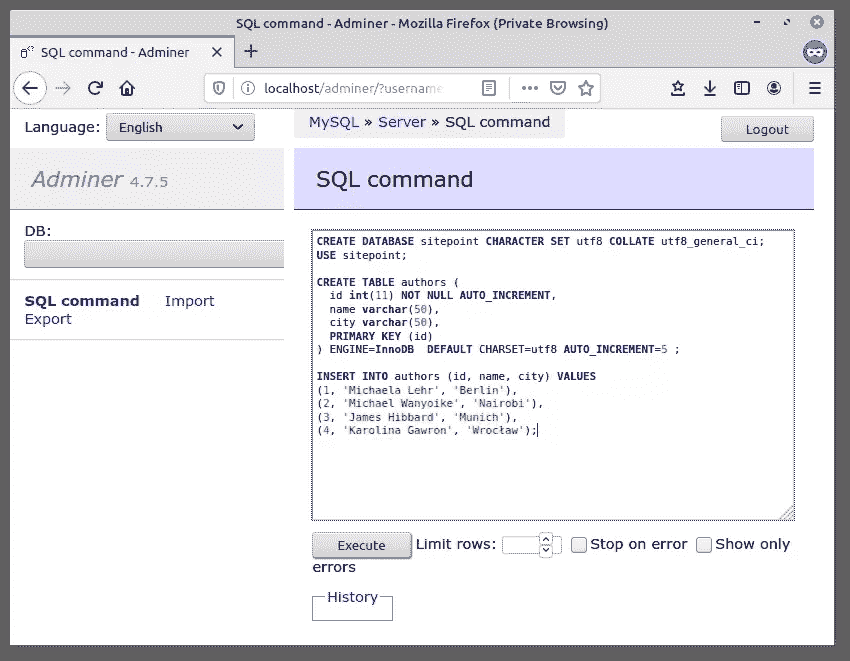 SQL command - Adminer - Mozilla Firefox (Private Browsing)
SQL command - Adminer
localhost/adminer/?username
Language: English
MySQL » Server » SQL command
Logout
Adminer 4.7.5
SQL command
DB:
SQL command Import
Export
CREATE DATABASE sitepoint CHARACTER SET utf8 COLLATE utf8_general_ci;
USE sitepoint;
CREATE TABLE authors (
id int(11) NOT NULL AUTO_INCREMENT,
name varchar(50),
city varchar(50),
PRIMARY KEY (id)
) ENGINE=InnoDB  DEFAULT CHARSET=utf8 AUTO_INCREMENT=5 ;
INSERT INTO authors (id, name, city) VALUES
(1, 'Michaela Lehr', 'Berlin'),
(2, 'Michael Wanyoike', 'Nairobi'),
(3, 'James Hibbard', 'Munich'),
(4, 'Karolina Gawron', 'Wrocław');
Execute Limit rows: Stop on error Show only
errors
History